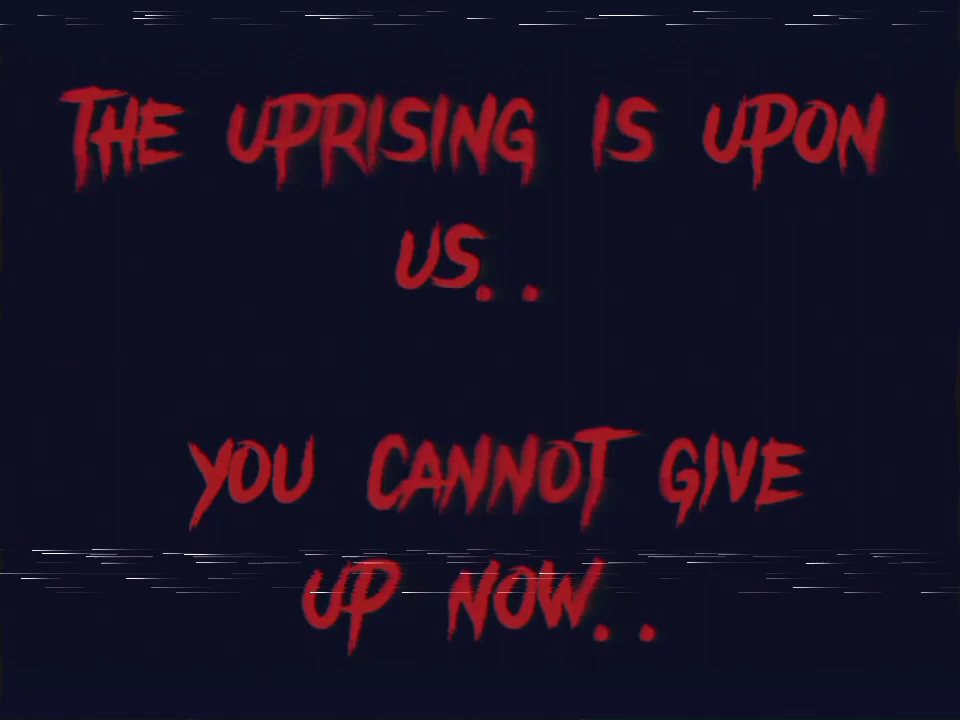 THE UPRISING IS UPON
US..
YOU CANNOT GIVE
UP NOW..